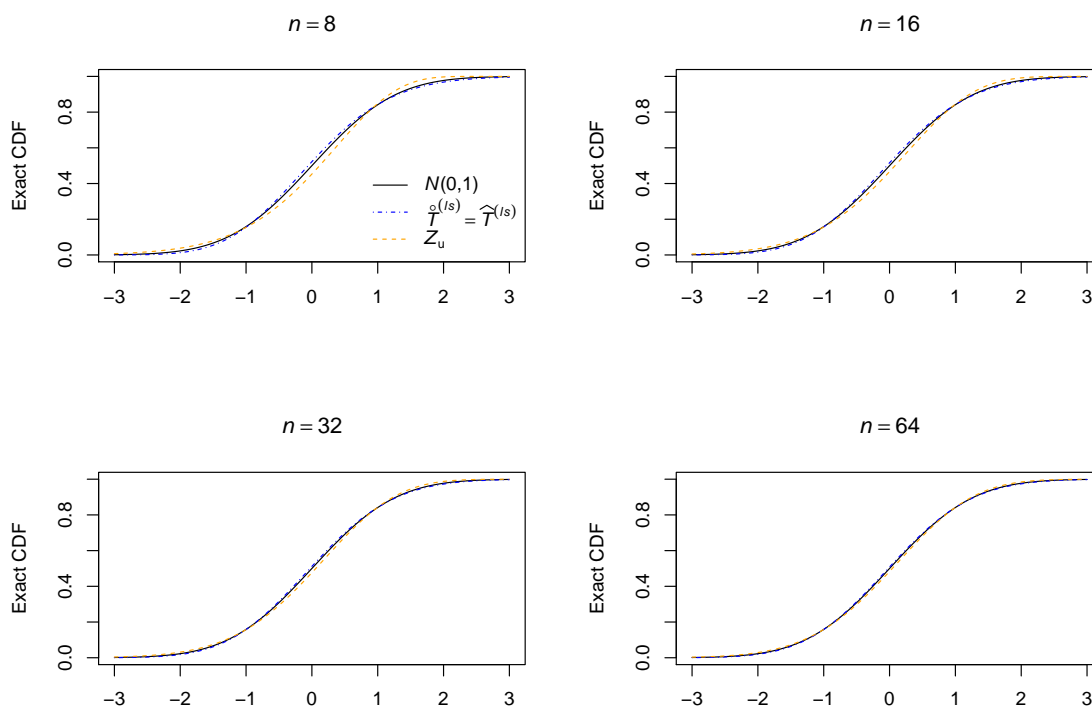 n = 8
Exact CDF
0.0 0.4 0.8
N(0,1)
T̊^(ls) = T̂^(ls)
Z_u
−3 −2 −1 0 1 2 3
n = 16
Exact CDF
0.0 0.4 0.8
−3 −2 −1 0 1 2 3
n = 32
Exact CDF
0.0 0.4 0.8
−3 −2 −1 0 1 2 3
n = 64
Exact CDF
0.0 0.4 0.8
−3 −2 −1 0 1 2 3